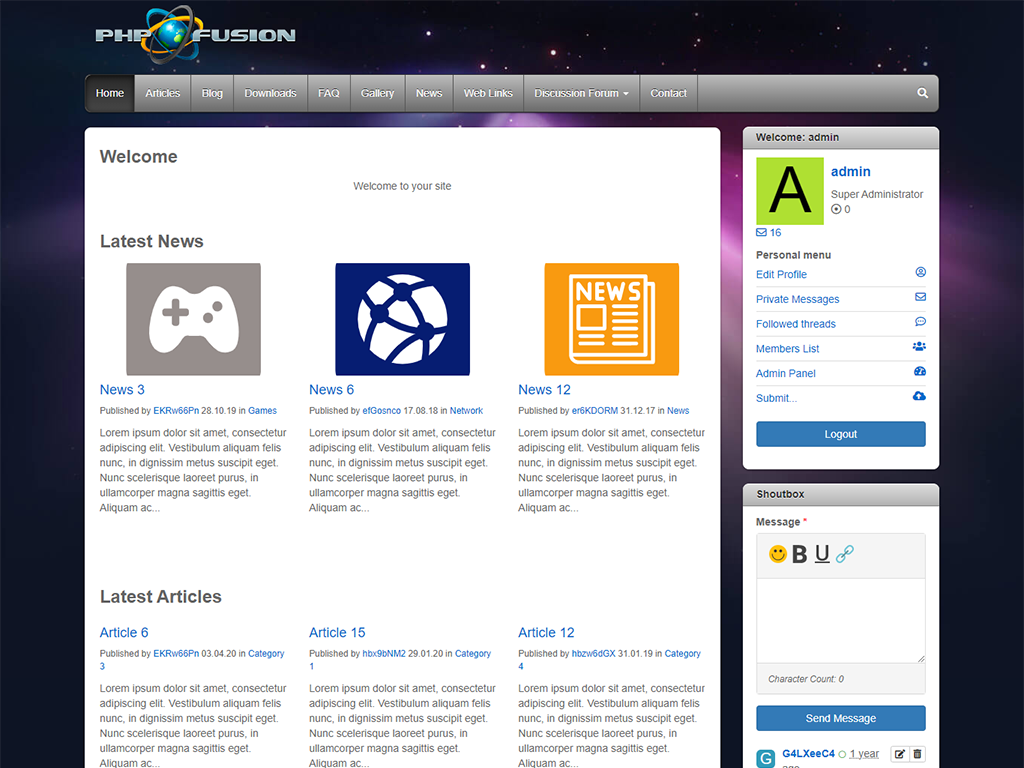 PHP FUSION
Home Articles Blog Downloads FAQ Gallery News Web Links Discussion Forum Contact
Welcome
Welcome to your site
Latest News
NEWS
News 3
Published by EKRw66Pn 28.10.19 in Games
Lorem ipsum dolor sit amet, consectetur
adipiscing elit. Vestibulum aliquam felis
nunc, in dignissim metus suscipit eget.
Nunc scelerisque laoreet purus, in
ullamcorper magna sagittis eget.
Aliquam ac...
News 6
Published by efGosnco 17.08.18 in Network
Lorem ipsum dolor sit amet, consectetur
adipiscing elit. Vestibulum aliquam felis
nunc, in dignissim metus suscipit eget.
Nunc scelerisque laoreet purus, in
ullamcorper magna sagittis eget.
Aliquam ac...
News 12
Published by er6KDORM 31.12.17 in News
Lorem ipsum dolor sit amet, consectetur
adipiscing elit. Vestibulum aliquam felis
nunc, in dignissim metus suscipit eget.
Nunc scelerisque laoreet purus, in
ullamcorper magna sagittis eget.
Aliquam ac...
Latest Articles
Article 6
Published by EKRw66Pn 03.04.20 in Category
3
Lorem ipsum dolor sit amet, consectetur
adipiscing elit. Vestibulum aliquam felis
nunc, in dignissim metus suscipit eget.
Nunc scelerisque laoreet purus, in
ullamcorper magna sagittis eget.
Aliquam ac...
Article 15
Published by hbx9bNM2 29.01.20 in Category
1
Lorem ipsum dolor sit amet, consectetur
adipiscing elit. Vestibulum aliquam felis
nunc, in dignissim metus suscipit eget.
Nunc scelerisque laoreet purus, in
ullamcorper magna sagittis eget.
Aliquam ac...
Article 12
Published by hbzw6dGX 31.01.19 in Category
4
Lorem ipsum dolor sit amet, consectetur
adipiscing elit. Vestibulum aliquam felis
nunc, in dignissim metus suscipit eget.
Nunc scelerisque laoreet purus, in
ullamcorper magna sagittis eget.
Aliquam ac...
Welcome: admin
A
admin
Super Administrator
0
16
Personal menu
Edit Profile
Private Messages
Followed threads
Members List
Admin Panel
Submit...
Logout
Shoutbox
Message *
B U
Character Count: 0
Send Message
G
G4LXeeC4 1 year
ago